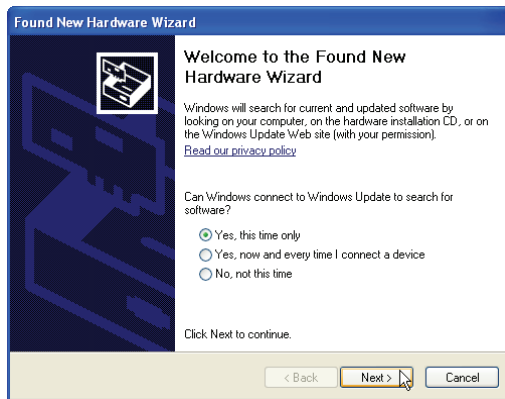 Found New Hardware Wizard
Welcome to the Found New
Hardware Wizard
Windows will search for current and updated software by
looking on your computer, on the hardware installation CD, or on
the Windows Update Web site (with your permission).
Read our privacy policy
Can Windows connect to Windows Update to search for
software?
Yes, this time only
Yes, now and every time I connect a device
No, not this time
Click Next to continue.
< Back Next > Cancel